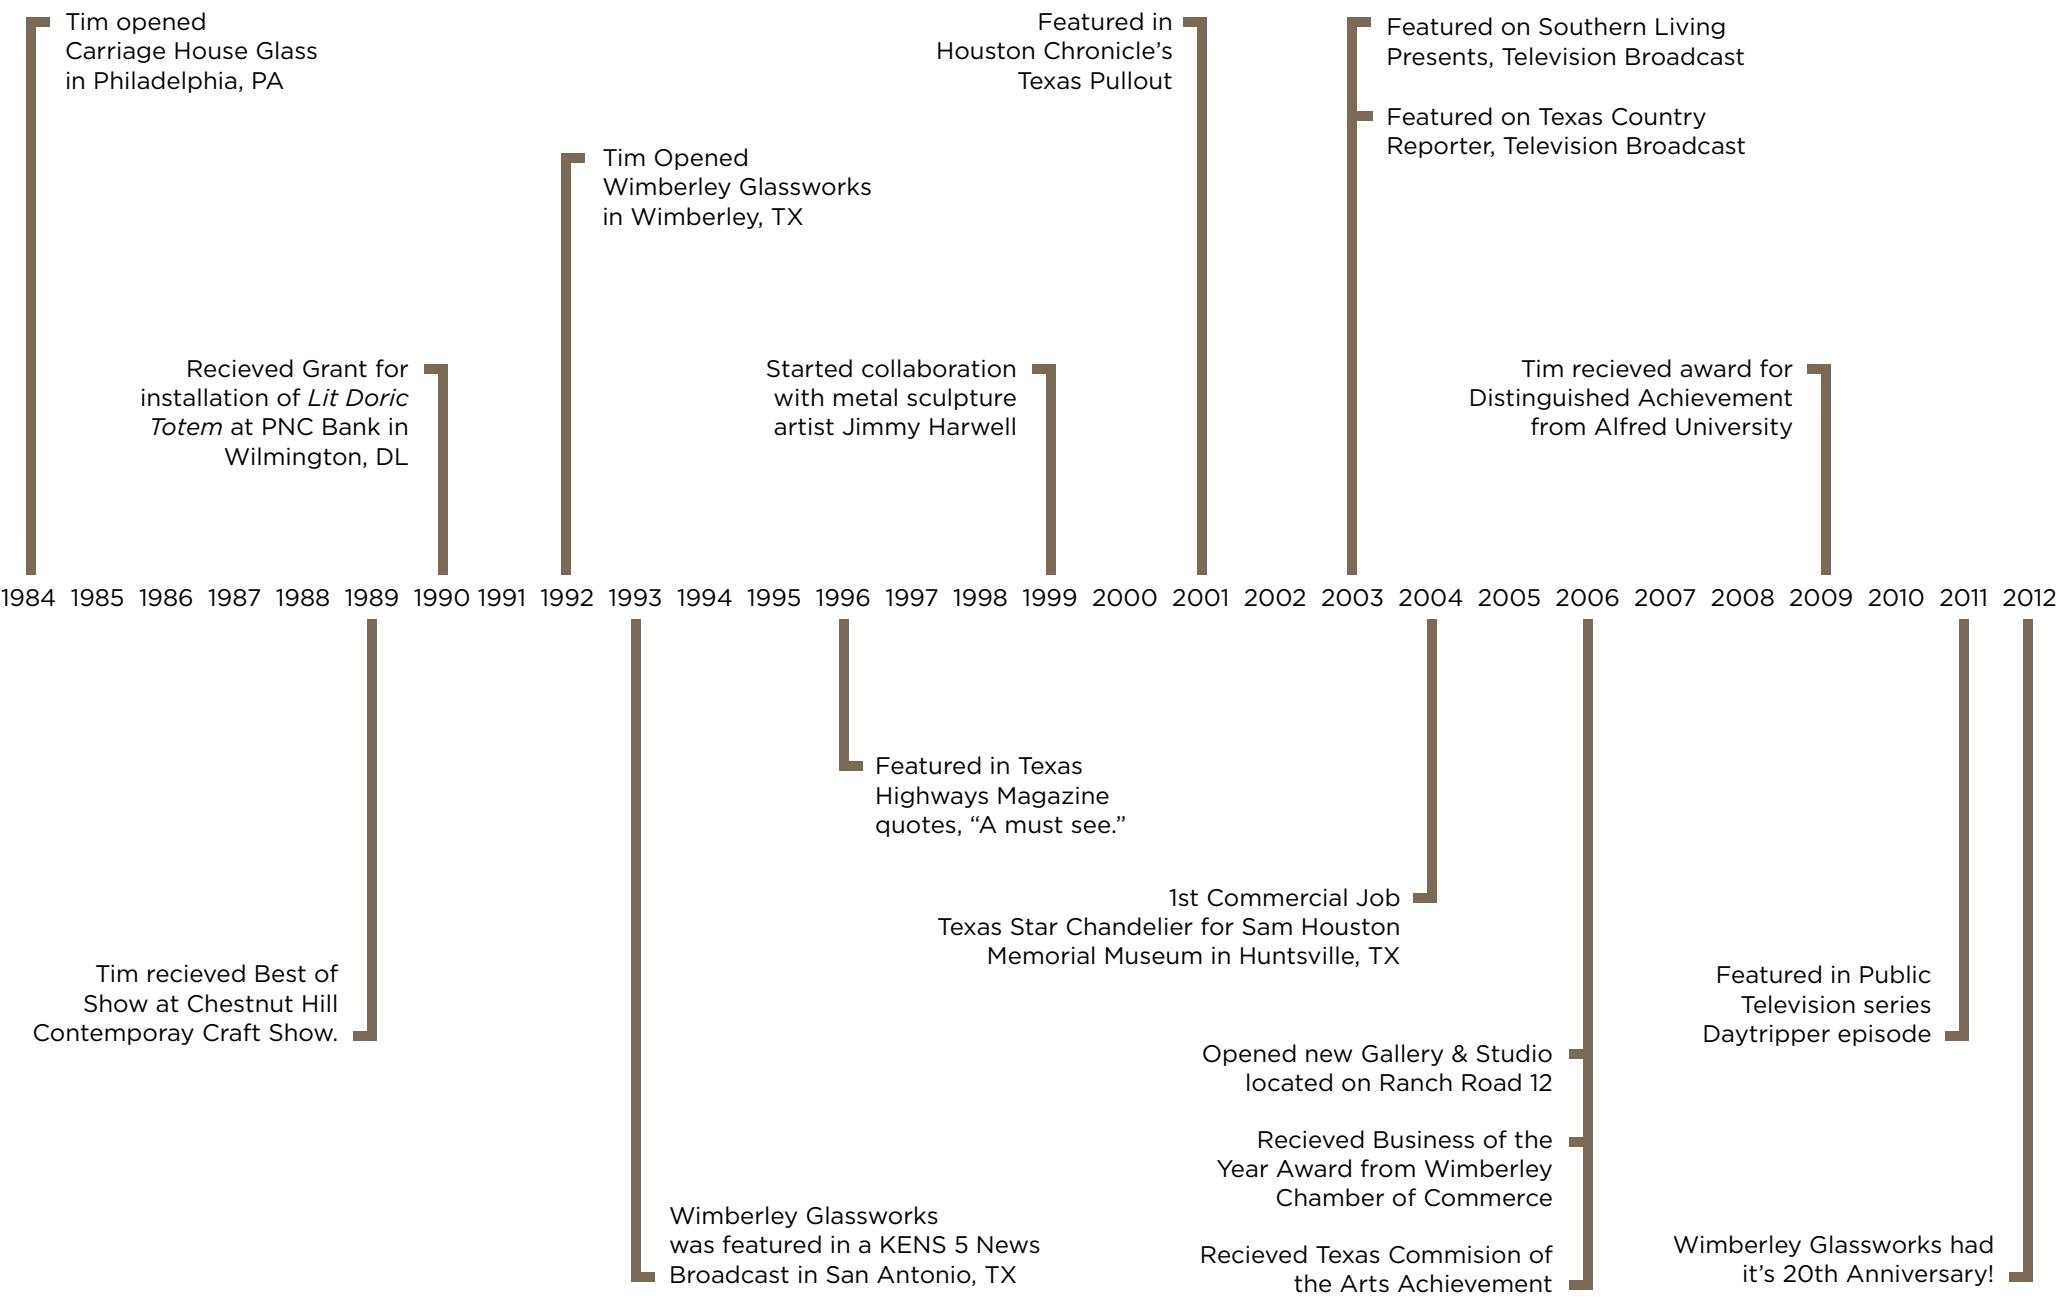 Tim opened
Carriage House Glass
in Philadelphia, PA
Featured in
Houston Chronicle’s
Texas Pullout
Featured on Southern Living
Presents, Television Broadcast
Featured on Texas Country
Reporter, Television Broadcast
Tim Opened
Wimberley Glassworks
in Wimberley, TX
Recieved Grant for
installation of Lit Doric
Totem at PNC Bank in
Wilmington, DL
Started collaboration
with metal sculpture
artist Jimmy Harwell
Tim recieved award for
Distinguished Achievement
from Alfred University
1984 1985 1986 1987 1988 1989 1990 1991 1992 1993 1994 1995 1996 1997 1998 1999 2000 2001 2002 2003 2004 2005 2006 2007 2008 2009 2010 2011 2012
Featured in Texas
Highways Magazine
quotes, “A must see.”
1st Commercial Job
Texas Star Chandelier for Sam Houston
Memorial Museum in Huntsville, TX
Tim recieved Best of
Show at Chestnut Hill
Contemporay Craft Show.
Featured in Public
Television series
Daytripper episode
Opened new Gallery & Studio
located on Ranch Road 12
Recieved Business of the
Year Award from Wimberley
Chamber of Commerce
Wimberley Glassworks
was featured in a KENS 5 News
Broadcast in San Antonio, TX
Recieved Texas Commision of
the Arts Achievement
Wimberley Glassworks had
it’s 20th Anniversary!